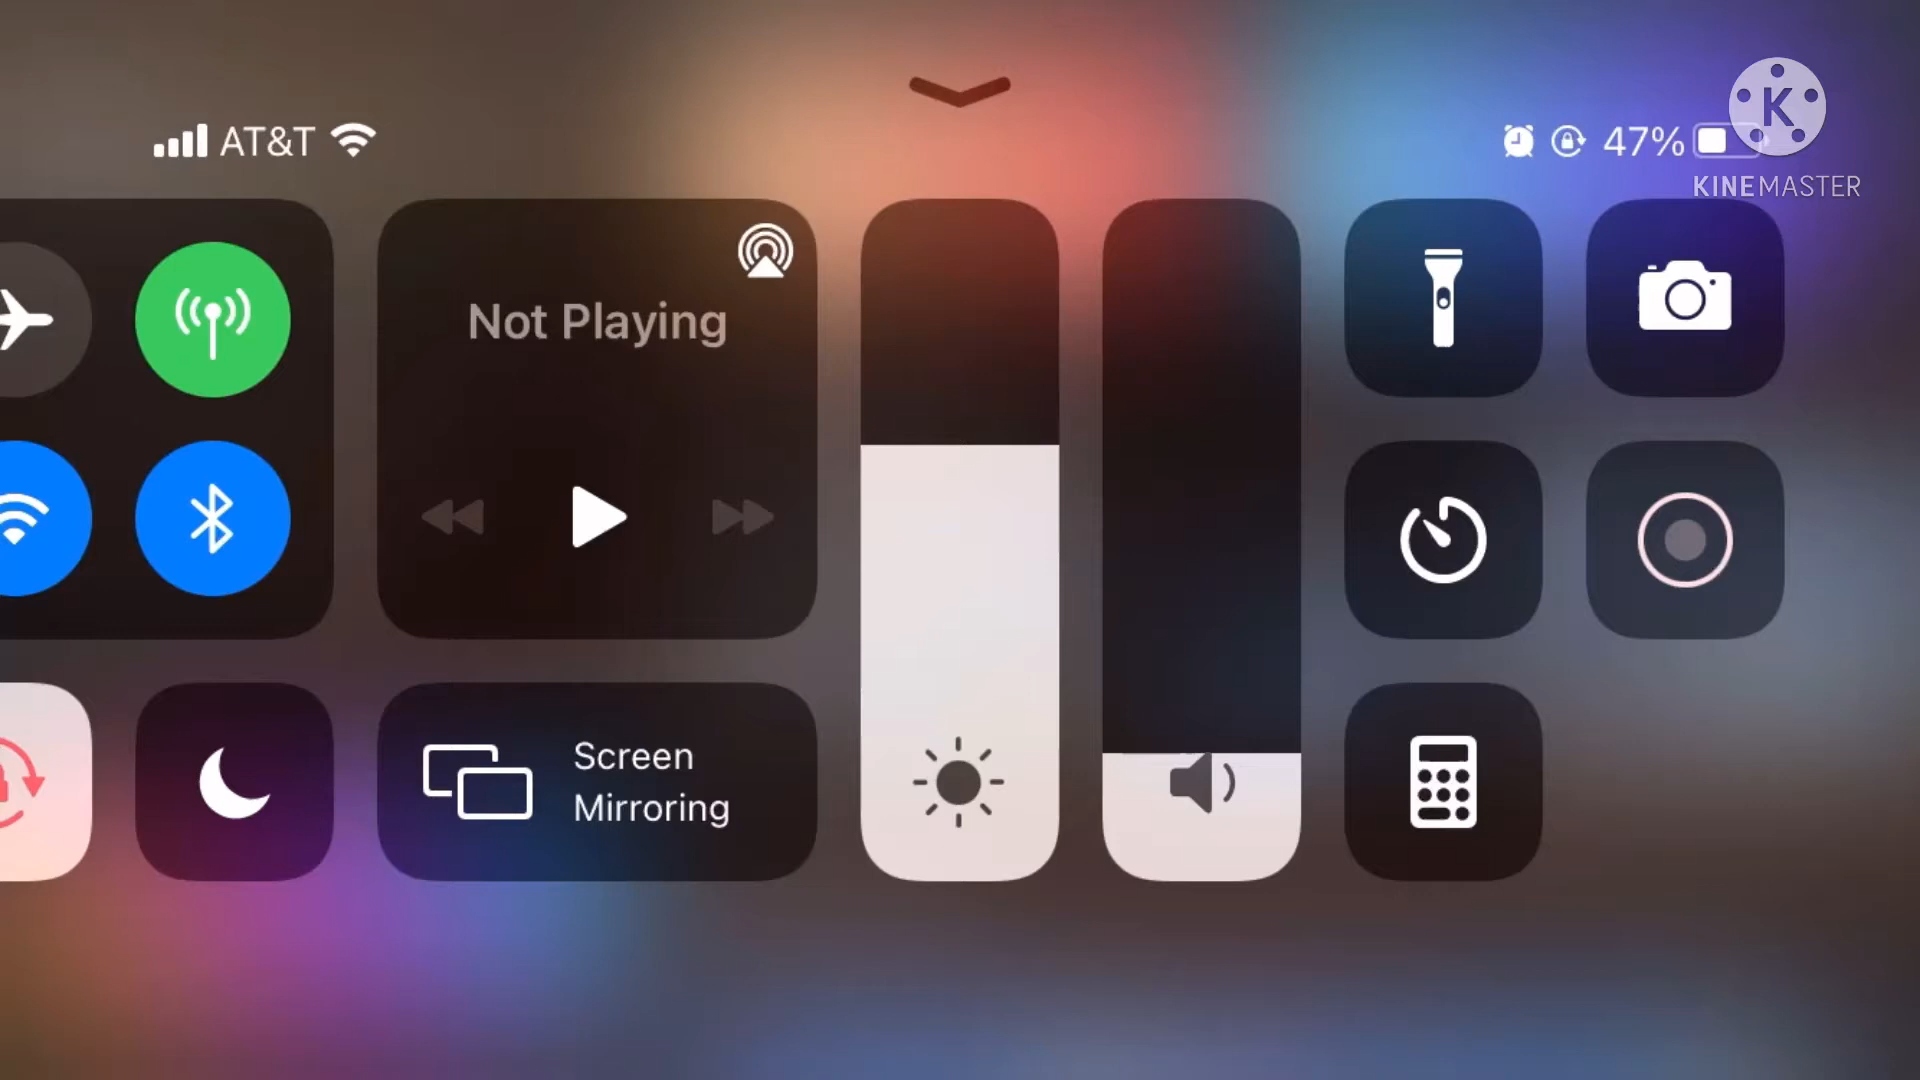 AT&T
47%
K
KINEMASTER
Not Playing
Screen
Mirroring